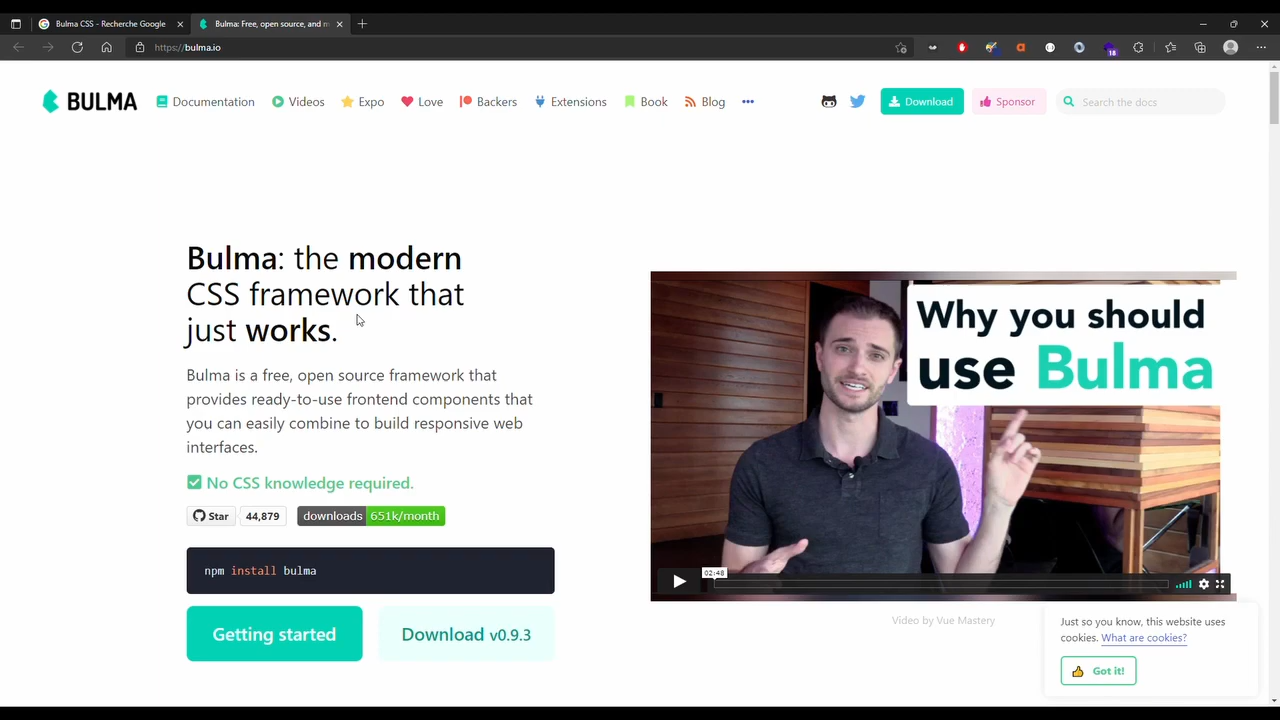 Bulma CSS - Recherche Google
Bulma: Free, open source, and m
https://bulma.io
18
BULMA
Documentation
Videos
Expo
Love
Backers
Extensions
Book
Blog
Download
Sponsor
Search the docs
Bulma: the modern
CSS framework that
just works.
Bulma is a free, open source framework that
provides ready-to-use frontend components that
you can easily combine to build responsive web
interfaces.
No CSS knowledge required.
Star
44,879
downloads 651k/month
npm install bulma
Getting started
Download v0.9.3
Why you should
use Bulma
02:48
Video by Vue Mastery
Just so you know, this website uses
cookies. What are cookies?
Got it!